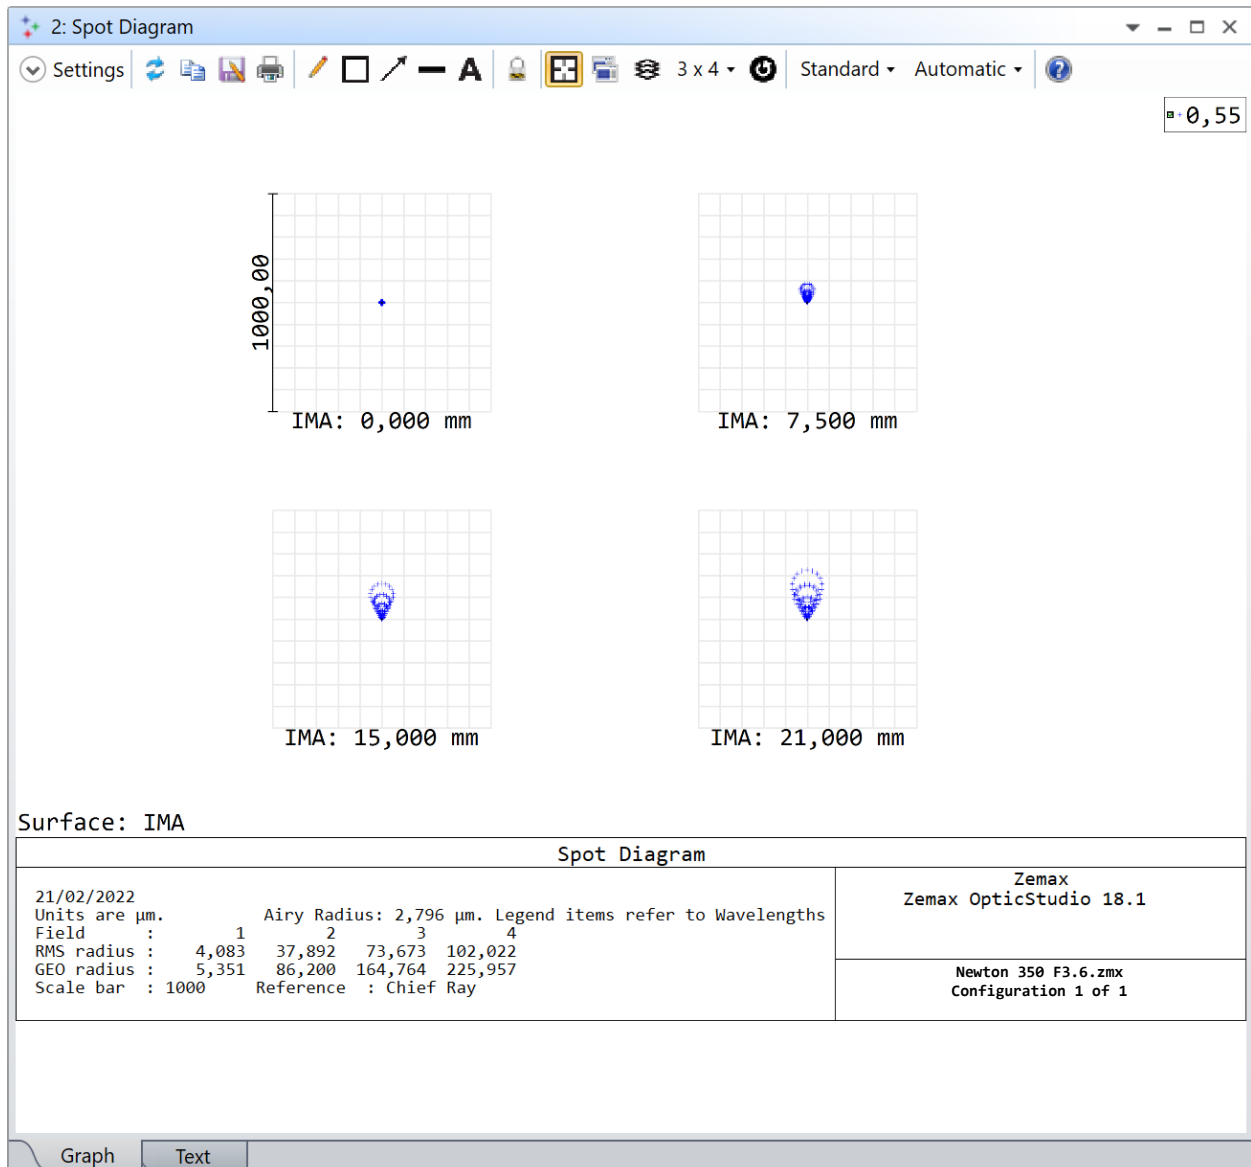 2: Spot Diagram
Settings A 3 x 4 Standard Automatic ?
0,55
1000,00
IMA: 0,000 mm
IMA: 7,500 mm
IMA: 15,000 mm
IMA: 21,000 mm
Surface: IMA
Spot Diagram
21/02/2022
Units are µm. Airy Radius: 2,796 µm. Legend items refer to Wavelengths
Field : 1 2 3 4
RMS radius : 4,083 37,892 73,673 102,022
GEO radius : 5,351 86,200 164,764 225,957
Scale bar : 1000 Reference : Chief Ray
Zemax
Zemax OpticStudio 18.1
Newton 350 F3.6.zmx
Configuration 1 of 1
Graph Text